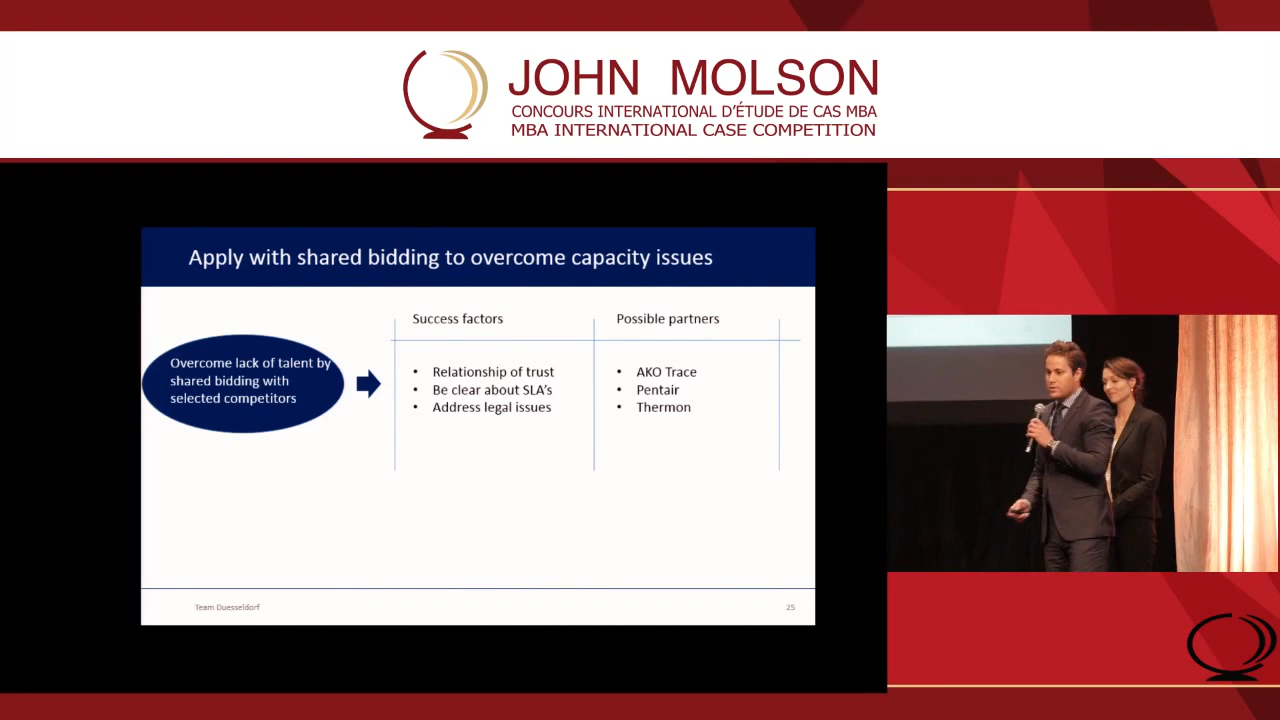 JOHN MOLSON
CONCOURS INTERNATIONAL D'ÉTUDE DE CAS MBA
MBA INTERNATIONAL CASE COMPETITION
Apply with shared bidding to overcome capacity issues
Overcome lack of talent by
shared bidding with
selected competitors
Success factors
• Relationship of trust
• Be clear about SLA's
• Address legal issues
Possible partners
• AKO Trace
• Pentair
• Thermon
Team Duesseldorf
25